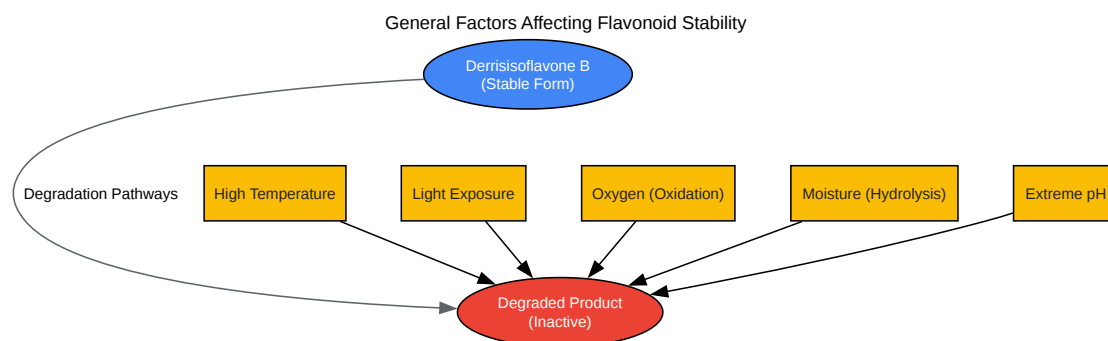 General Factors Affecting Flavonoid Stability
Derrisisoflavone B
(Stable Form)
Degradation Pathways
High Temperature
Light Exposure
Oxygen (Oxidation)
Moisture (Hydrolysis)
Extreme pH
Degraded Product
(Inactive)